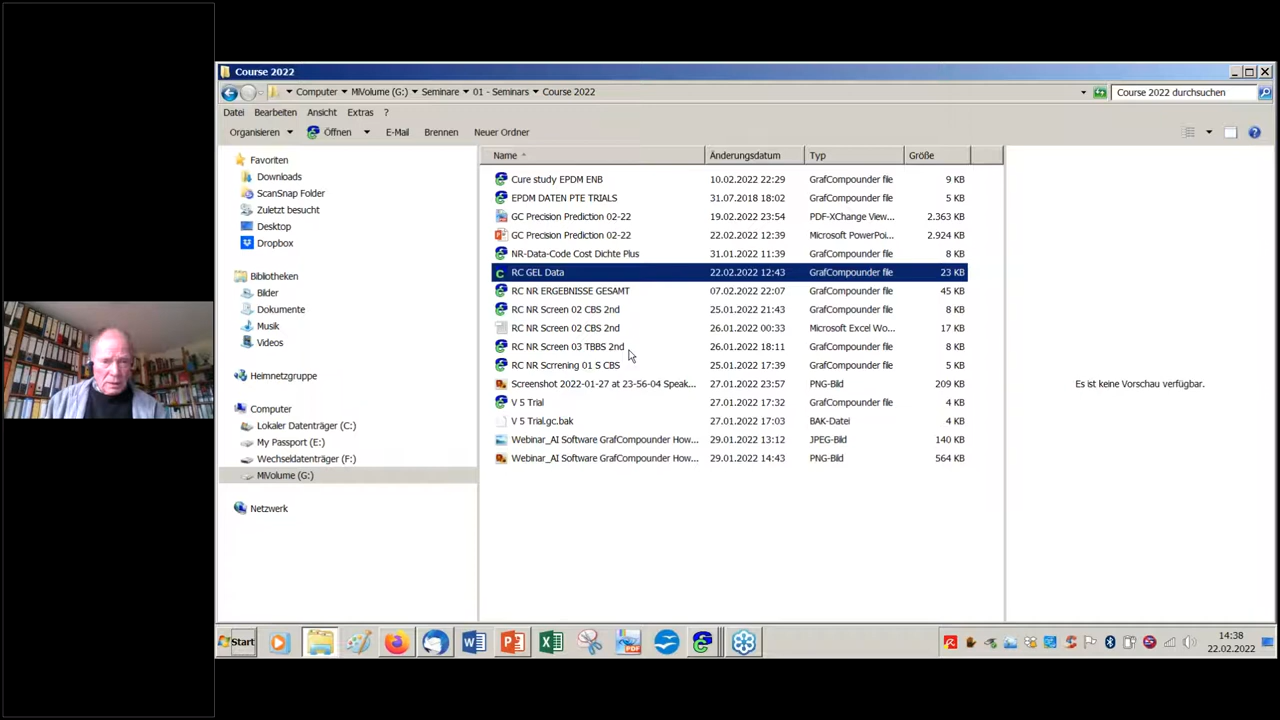 Course 2022
Computer MiVolume (G:) Seminare 01 - Seminars Course 2022
Course 2022 durchsuchen
Datei Bearbeiten Ansicht Extras ?
Organisieren Öffnen E-Mail Brennen Neuer Ordner
Favoriten
Downloads
ScanSnap Folder
Zuletzt besucht
Desktop
Dropbox
Bibliotheken
Bilder
Dokumente
Musik
Videos
Heimnetzgruppe
Computer
Lokaler Datenträger (C:)
My Passport (E:)
Wechseldatenträger (F:)
MiVolume (G:)
Netzwerk
Name Änderungsdatum Typ Größe
Cure study EPDM ENB 10.02.2022 22:29 GrafCompounder file 9 KB
EPDM DATEN PTE TRIALS 31.07.2018 18:02 GrafCompounder file 5 KB
GC Precision Prediction 02-22 19.02.2022 23:54 PDF-XChange View... 2.363 KB
GC Precision Prediction 02-22 22.02.2022 12:39 Microsoft PowerPoi... 2.924 KB
NR-Data-Code Cost Dichte Plus 31.01.2019 11:39 GrafCompounder file 8 KB
RC GEL Data 22.02.2022 12:43 GrafCompounder file 23 KB
RC NR ERGEBNISSE GESAMT 07.02.2022 22:07 GrafCompounder file 45 KB
RC NR Screen 02 CBS 2nd 25.01.2022 21:43 GrafCompounder file 8 KB
RC NR Screen 02 CBS 2nd 26.01.2022 00:33 Microsoft Excel Wo... 17 KB
RC NR Screen 03 TBBS 2nd 26.01.2022 18:11 GrafCompounder file 8 KB
RC NR Scrrening 01 S CBS 25.01.2022 17:39 GrafCompounder file 5 KB
Screenshot 2022-01-27 at 23-56-04 Speak... 27.01.2022 23:57 PNG-Bild 209 KB
V 5 Trial 27.01.2022 17:32 GrafCompounder file 4 KB
V 5 Trial.gc.bak 27.01.2022 17:03 BAK-Datei 4 KB
Webinar_AI Software GrafCompounder How... 29.01.2022 13:12 JPEG-Bild 140 KB
Webinar_AI Software GrafCompounder How... 29.01.2022 14:43 PNG-Bild 564 KB
Es ist keine Vorschau verfügbar.
Start
14:38
22.02.2022